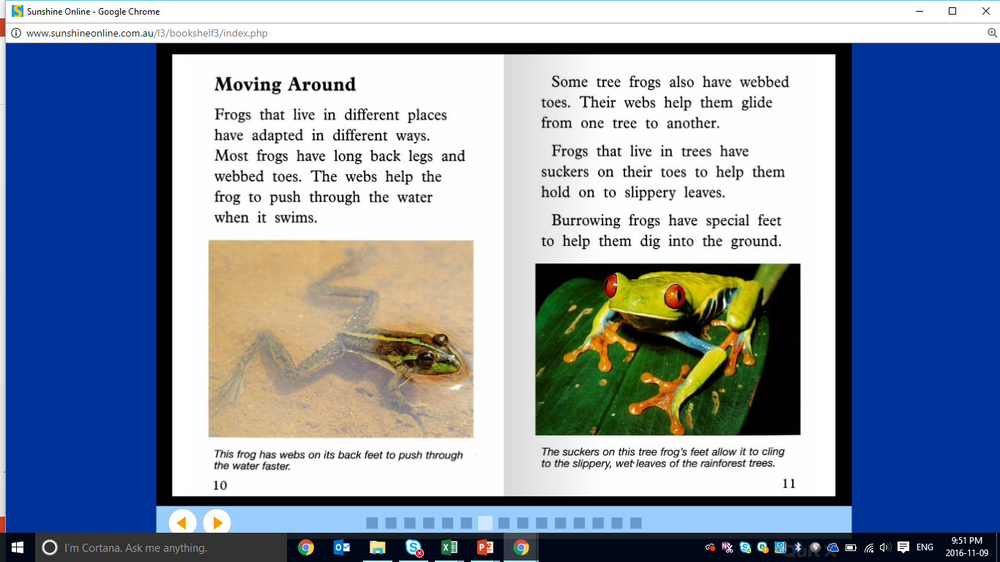 Sunshine Online - Google Chrome
www.sunshineonline.com.au/l3/bookshelf3/index.php
Moving Around
Frogs that live in different places
have adapted in different ways.
Most frogs have long back legs and
webbed toes. The webs help the
frog to push through the water
when it swims.
This frog has webs on its back feet to push through
the water faster.
10
Some tree frogs also have webbed
toes. Their webs help them glide
from one tree to another.
Frogs that live in trees have
suckers on their toes to help them
hold on to slippery leaves.
Burrowing frogs have special feet
to help them dig into the ground.
The suckers on this tree frog's feet allow it to cling
to the slippery, wet leaves of the rainforest trees.
11
Quit X
I'm Cortana. Ask me anything.
ENG
9:51 PM
2016-11-09